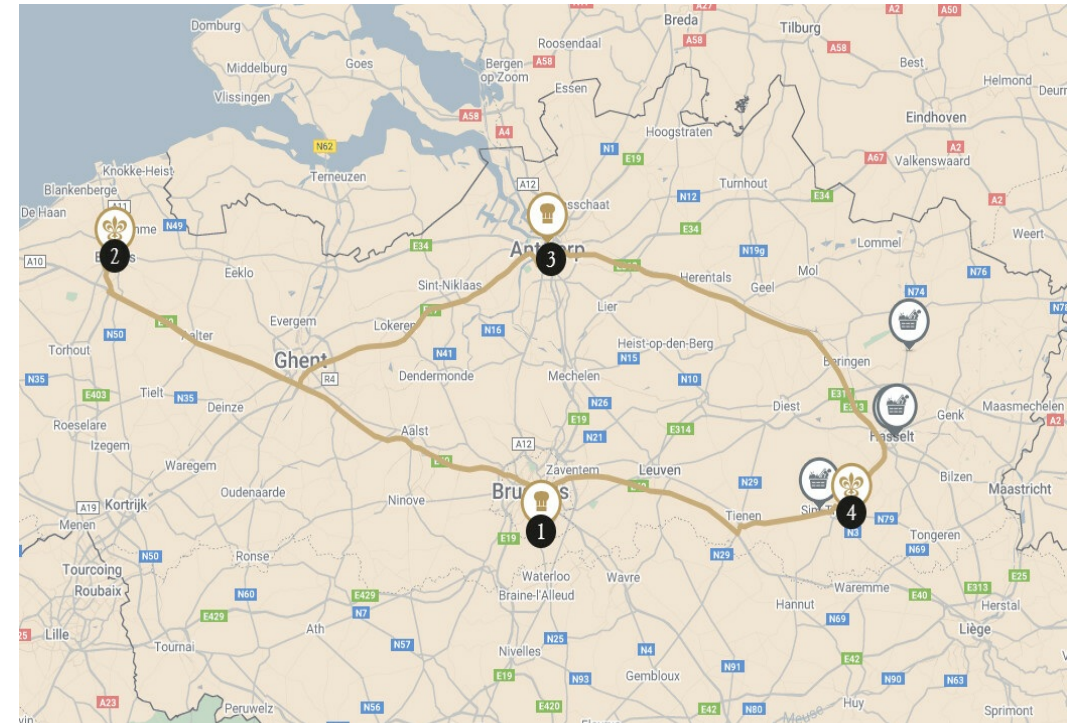 Domburg
Breda
A27
A2
A50
Tilburg
A58
Roosendaal
A58
A58
Middelburg
Goes
Bergen
op Zoom
Best
Essen
Helmond
Vlissingen
A58
Eindhoven
A4
Hoogstraten
N62
N1
A2
E19
A67
Valkenswaard
Knokke-Heist
Terneuzen
Blankenberge
A12
Turnhout
E34
N12
A2
De Haan
A11
N49
E34
E34
Weert
2
3
N19g
Lommel
A10
Eeklo
Herentals
Mol
N76
Sint-Niklaas
Geel
N74
Lier
Evergem
Lokeren
N50
N16
Heist-op-den-Berg
Torhout
Ghent
N41
N15
Beringen
N35
R4
Dendermonde
Mechelen
N10
E403
Tielt
N35
Deinze
N26
Diest
Genk
Maasmechelen
E19
Roeselare
Aalst
A12
N21
E314
Hasselt
A2
Izegem
Waregem
Zaventem
Leuven
Bilzen
Maastricht
Oudenaarde
Ninove
N29
A19
Kortrijk
Tienen
4
N79
Menen
1
N3
Tongeren
E19
N50
Ronse
N29
N69
Tourcoing
Waterloo
Wavre
Waremme
E25
Roubaix
N60
E429
Braine-l'Alleud
E40
E313
Hannut
Herstal
E429
N7
Ath
N69
Lille
N57
N25
N4
Liège
Tournai
Nivelles
E42
N91
E19
N93
Gembloux
N90
N63
A23
Peruwelz
N56
E420
E42
N80
Meuse
Huy
Sprimont